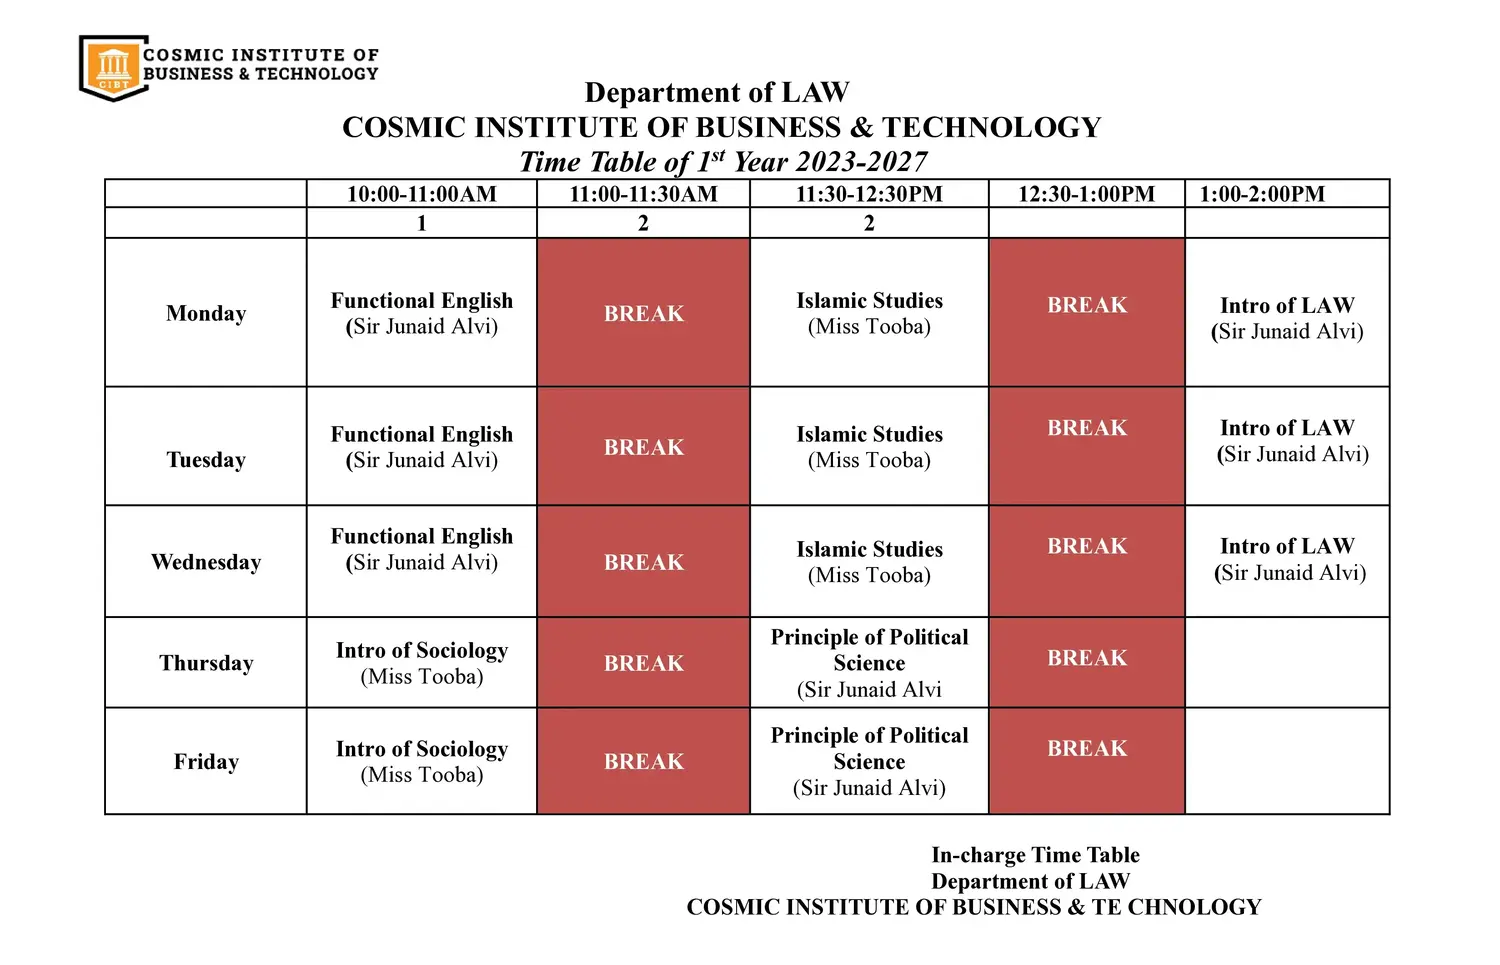 COSMIC INSTITUTE OF
BUSINESS & TECHNOLOGY
CIBT
Department of LAW
COSMIC INSTITUTE OF BUSINESS & TECHNOLOGY
Time Table of 1st Year 2023-2027
10:00-11:00AM 11:00-11:30AM 11:30-12:30PM 12:30-1:00PM 1:00-2:00PM
1 2 2
Monday
Functional English
(Sir Junaid Alvi)
BREAK
Islamic Studies
(Miss Tooba)
BREAK
Intro of LAW
(Sir Junaid Alvi)
Tuesday
Functional English
(Sir Junaid Alvi)
BREAK
Islamic Studies
(Miss Tooba)
BREAK
Intro of LAW
(Sir Junaid Alvi)
Wednesday
Functional English
(Sir Junaid Alvi)
BREAK
Islamic Studies
(Miss Tooba)
BREAK
Intro of LAW
(Sir Junaid Alvi)
Thursday
Intro of Sociology
(Miss Tooba)
BREAK
Principle of Political
Science
(Sir Junaid Alvi
BREAK
Friday
Intro of Sociology
(Miss Tooba)
BREAK
Principle of Political
Science
(Sir Junaid Alvi)
BREAK
In-charge Time Table
Department of LAW
COSMIC INSTITUTE OF BUSINESS & TE CHNOLOGY